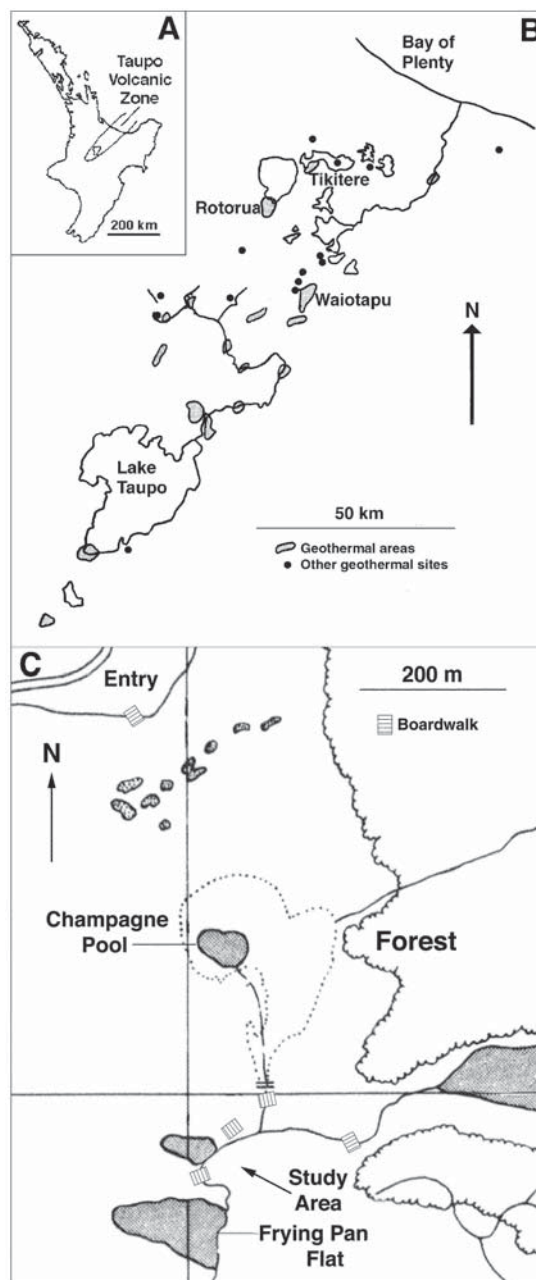 A
Taupo
Volcanic
Zone
200 km
B
Bay of
Plenty
Tikitere
Rotorua
Waiotapu
N
Lake
Taupo
50 km
Geothermal areas
Other geothermal sites
C
Entry
200 m
Boardwalk
N
Champagne
Pool
Forest
Study
Area
Frying Pan
Flat